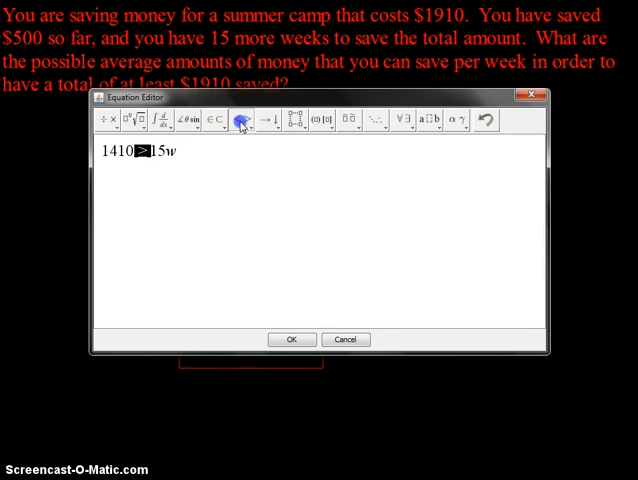 You are saving money for a summer camp that costs $1910. You have saved
$500 so far, and you have 15 more weeks to save the total amount. What are
the possible average amounts of money that you can save per week in order to
have a total of at least $1910 saved?
Equation Editor
÷ × √ ∫ d/dx ∠θ sin ∈⊂ →↓ (o) [o] ∀∃ a b α γ
1410 > 15w
OK Cancel
Screencast-O-Matic.com